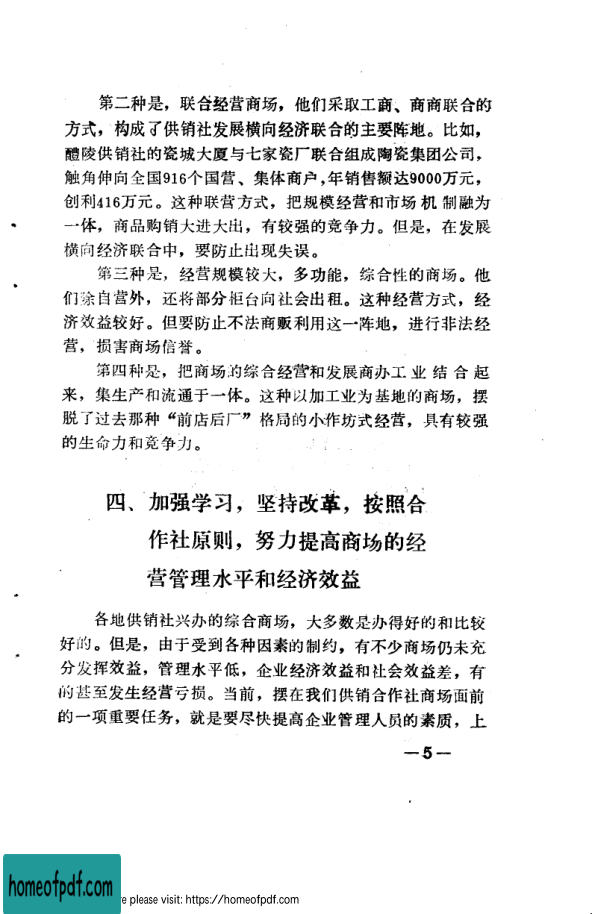 第二种是，联合经营商场，他们采取工商、商商联合的
方式，构成了供销社发展横向经济联合的主要阵地。比如，
醴陵供销社的瓷城大厦与七家瓷厂联合组成陶瓷集团公司，
触角伸向全国916个国营、集体商户，年销售额达9000万元，
创利416万元。这种联营方式，把规模经营和市场机制融为
一体，商品购销大进大出，有较强的竞争力。但是，在发展
横向经济联合中，要防止出现失误。
第三种是，经营规模较大，多功能，综合性的商场。他
们除自营外，还将部分柜台向社会出租。这种经营方式，经
济效益较好。但要防止不法商贩利用这一阵地，进行非法经
营，损害商场信誉。
第四种是，把商场的综合经营和发展商办工业结合起
来，集生产和流通于一体。这种以加工业为基地的商场，摆
脱了过去那种“前店后厂”格局的小作坊式经营，具有较强
的生命力和竞争力。
四、加强学习，坚持改革，按照合
作社原则，努力提高商场的经
营管理水平和经济效益
各地供销社兴办的综合商场，大多数是办得好的和比较
好的。但是，由于受到各种因素的制约，有不少商场仍未充
分发挥效益，管理水平低，企业经济效益和社会效益差，有
的甚至发生经营亏损。当前，摆在我们供销合作社商场面前
的一项重要任务，就是要尽快提高企业管理人员的素质，上
—5—
homeofpdf.com
please visit: https://homeofpdf.com